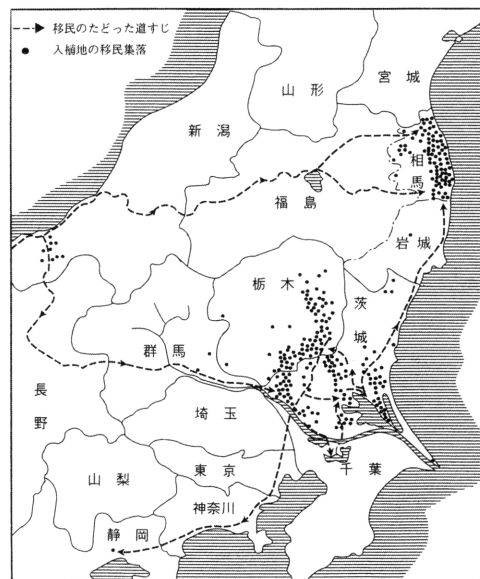 移民のたどった道すじ
入植地の移民集落
宮城
山形
新潟
相馬
福島
岩城
栃木
茨城
群馬
長野
埼玉
東京
千葉
山梨
神奈川
静岡